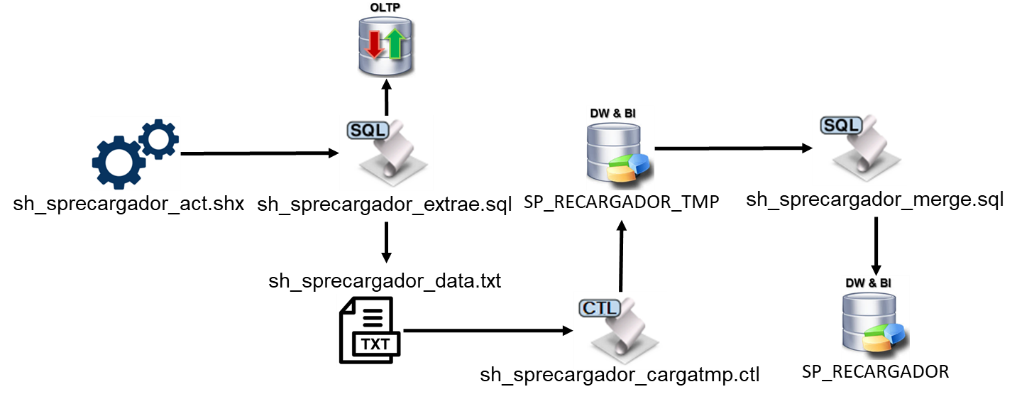 OLTP
SQL
DW & BI
SQL
sh_sprecargador_act.shx
sh_sprecargador_extrae.sql
SP_RECARGADOR_TMP
sh_sprecargador_merge.sql
sh_sprecargador_data.txt
TXT
CTL
sh_sprecargador_cargatmp.ctl
DW & BI
SP_RECARGADOR